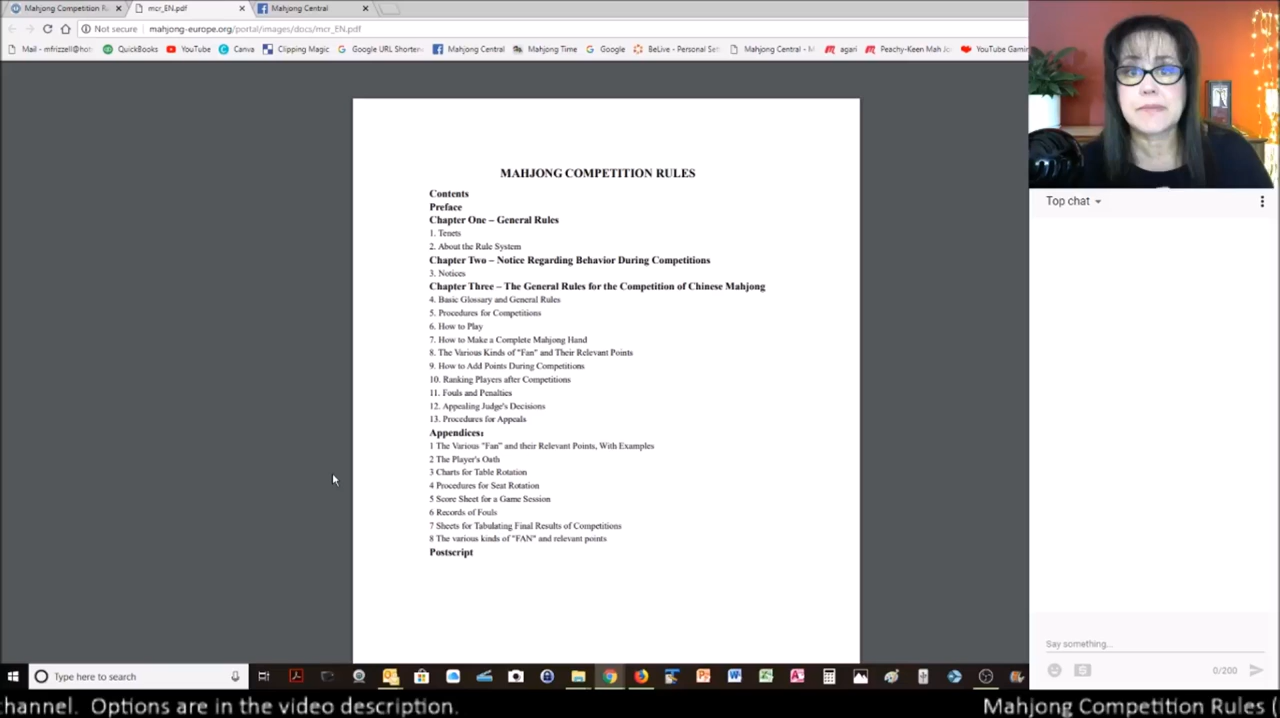 Mahjong Competition R
mcr_EN.pdf
Mahjong Central
Not secure
mahjong-europe.org/portal/images/docs/mcr_EN.pdf
Mail - mfrizzell@hot
QuickBooks
YouTube
Canva
Clipping Magic
Google URL Shorten
Mahjong Central
Mahjong Time
Google
BeLive - Personal Se
Mahjong Central - M
agari
Peachy-Keen Mah Jo
YouTube Gamin
MAHJONG COMPETITION RULES
Contents
Preface
Chapter One – General Rules
1. Tenets
2. About the Rule System
Chapter Two – Notice Regarding Behavior During Competitions
3. Notices
Chapter Three – The General Rules for the Competition of Chinese Mahjong
4. Basic Glossary and General Rules
5. Procedures for Competitions
6. How to Play
7. How to Make a Complete Mahjong Hand
8. The Various Kinds of "Fan" and Their Relevant Points
9. How to Add Points During Competitions
10. Ranking Players after Competitions
11. Fouls and Penalties
12. Appealing Judge's Decisions
13. Procedures for Appeals
Appendices:
1 The Various "Fan" and their Relevant Points, With Examples
2 The Player's Oath
3 Charts for Table Rotation
4 Procedures for Seat Rotation
5 Score Sheet for a Game Session
6 Records of Fouls
7 Sheets for Tabulating Final Results of Competitions
8 The various kinds of "FAN" and relevant points
Postscript
Top chat
Say something...
0/200
Type here to search
channel. Options are in the video description.
Mahjong Competition Rules (